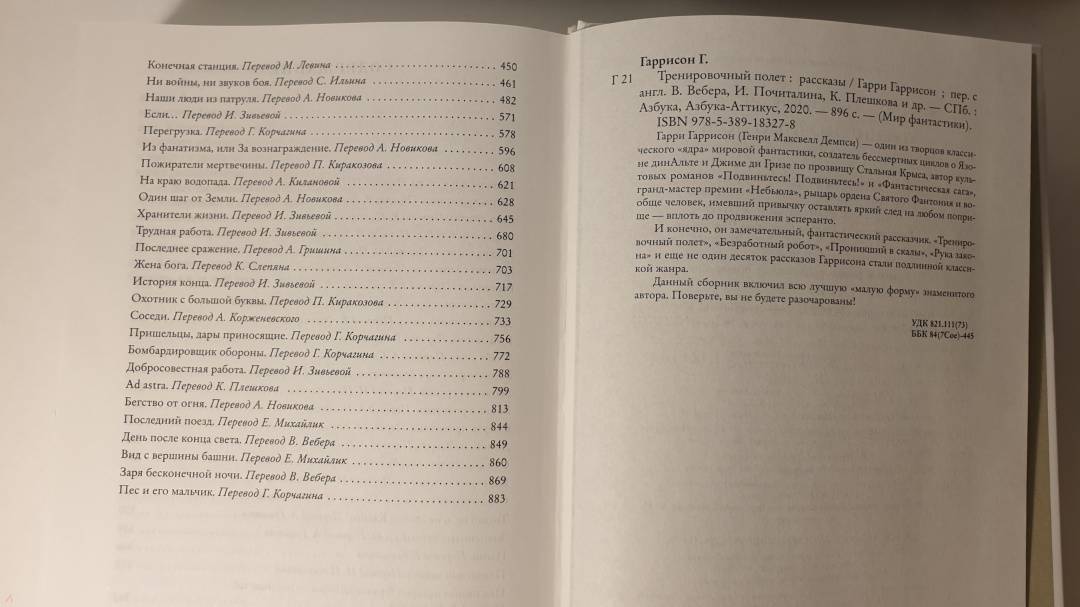 Конечная станция. Перевод М. Левина 450
Ни войны, ни звуков боя. Перевод С. Ильина 461
Наши люди из патруля. Перевод А. Новикова 482
Если… Перевод И. Зивьевой 571
Перегрузка. Перевод Г. Корчагина 578
Из фанатизма, или За вознаграждение. Перевод А. Новикова 596
Пожиратели мертвечины. Перевод П. Киракозова 608
На краю водопада. Перевод А. Килановой 621
Один шаг от Земли. Перевод А. Новикова 628
Хранители жизни. Перевод И. Зивьевой 645
Трудная работа. Перевод И. Зивьевой 680
Последнее сражение. Перевод А. Гришина 701
Жена бога. Перевод К. Слепяна 703
История конца. Перевод И. Зивьевой 717
Охотник с большой буквы. Перевод П. Киракозова 729
Соседи. Перевод А. Корженевского 733
Пришельцы, дары приносящие. Перевод Г. Корчагина 756
Бомбардировщик обороны. Перевод Г. Корчагина 772
Добросовестная работа. Перевод И. Зивьевой 788
Ad astra. Перевод К. Плешкова 799
Бегство от огня. Перевод А. Новикова 813
Последний поезд. Перевод Е. Михайлик 844
День после конца света. Перевод В. Вебера 849
Вид с вершины башни. Перевод Е. Михайлик 860
Заря бесконечной ночи. Перевод В. Вебера 869
Пес и его мальчик. Перевод Г. Корчагина 883
Гаррисон Г.
Г 21 Тренировочный полет : рассказы / Гарри Гаррисон ; пер. с
англ. В. Вебера, И. Почиталина, К. Плешкова и др. — СПб. :
Азбука, Азбука-Аттикус, 2020. — 896 с. — (Мир фантастики).
ISBN 978-5-389-18327-8
Гарри Гаррисон (Генри Максвелл Демпси) — один из творцов класси-
ческого «ядра» мировой фантастики, создатель бессмертных циклов о Язо-
не динАльте и Джиме ди Гризе по прозвищу Стальная Крыса, автор куль-
товых романов «Подвиньтесь! Подвиньтесь!» и «Фантастическая сага»,
гранд-мастер премии «Небьюла», рыцарь ордена Святого Фантония и во-
обще человек, имевший привычку оставлять яркий след на любом попри-
ще — вплоть до продвижения эсперанто.
И конечно, он замечательный, фантастический рассказчик. «Трениро-
вочный полет», «Безработный робот», «Проникший в скалы», «Рука зако-
на» и еще не один десяток рассказов Гаррисона стали подлинной класси-
кой жанра.
Данный сборник включил всю лучшую «малую форму» знаменитого
автора. Поверьте, вы не будете разочарованы!
УДК 821.111(73)
ББК 84(7Сое)-445